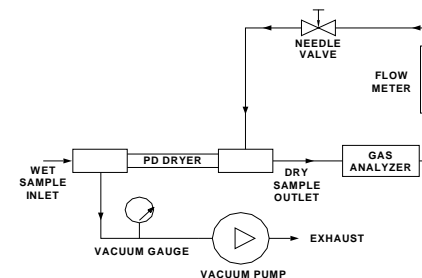 NEEDLE
VALVE
FLOW
METER
PD DRYER
WET
SAMPLE
INLET
DRY
SAMPLE
OUTLET
GAS
ANALYZER
VACUUM GAUGE
EXHAUST
VACUUM PUMP